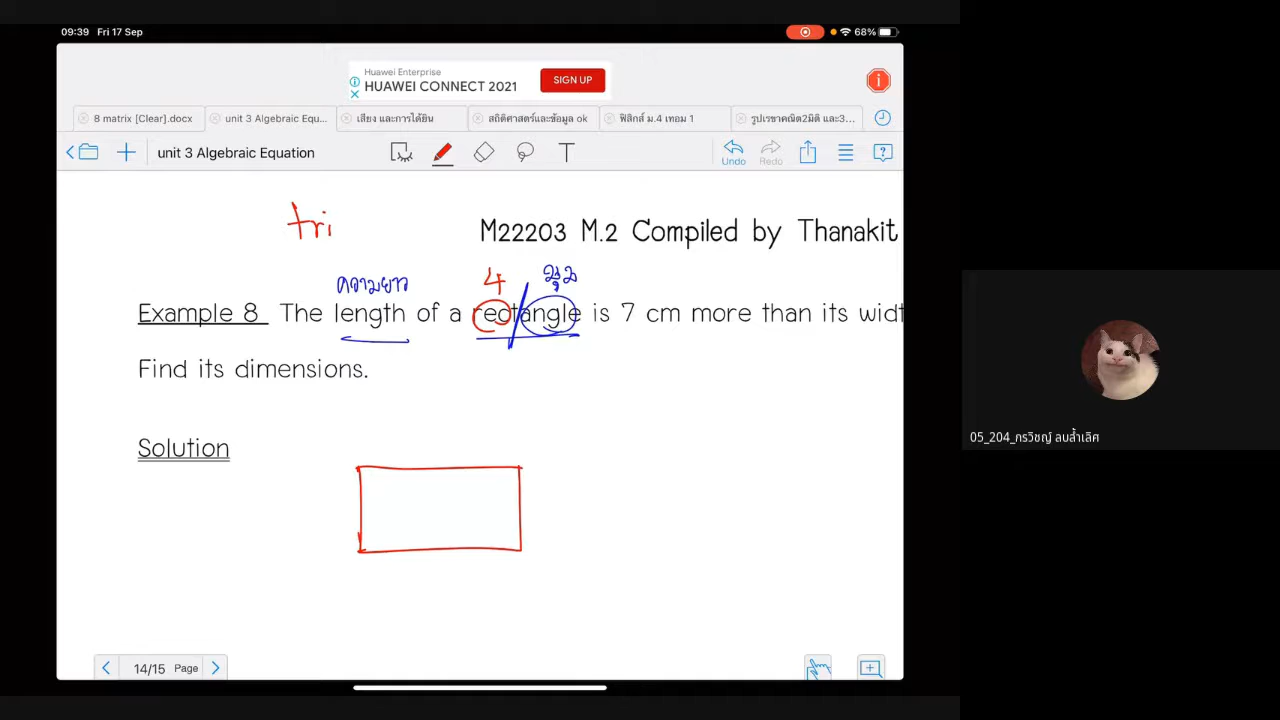 09:39 Fri 17 Sep
68%
Huawei Enterprise
HUAWEI CONNECT 2021
SIGN UP
8 matrix [Clear].docx
unit 3 Algebraic Equ...
เสียง และการได้ยิน
สถิติศาสตร์และข้อมูล ok
ฟิสิกส์ ม.4 เทอม 1
รูปเรขาคณิต2มิติ และ3...
unit 3 Algebraic Equation
T
Undo
Redo
tri
M22203 M.2 Compiled by Thanakit
ความยาว 4 มุม
Example 8 The length of a rectangle is 7 cm more than its widt
Find its dimensions.
Solution
14/15 Page
05_204_กรวิชญ์ ลบล้ำเลิศ